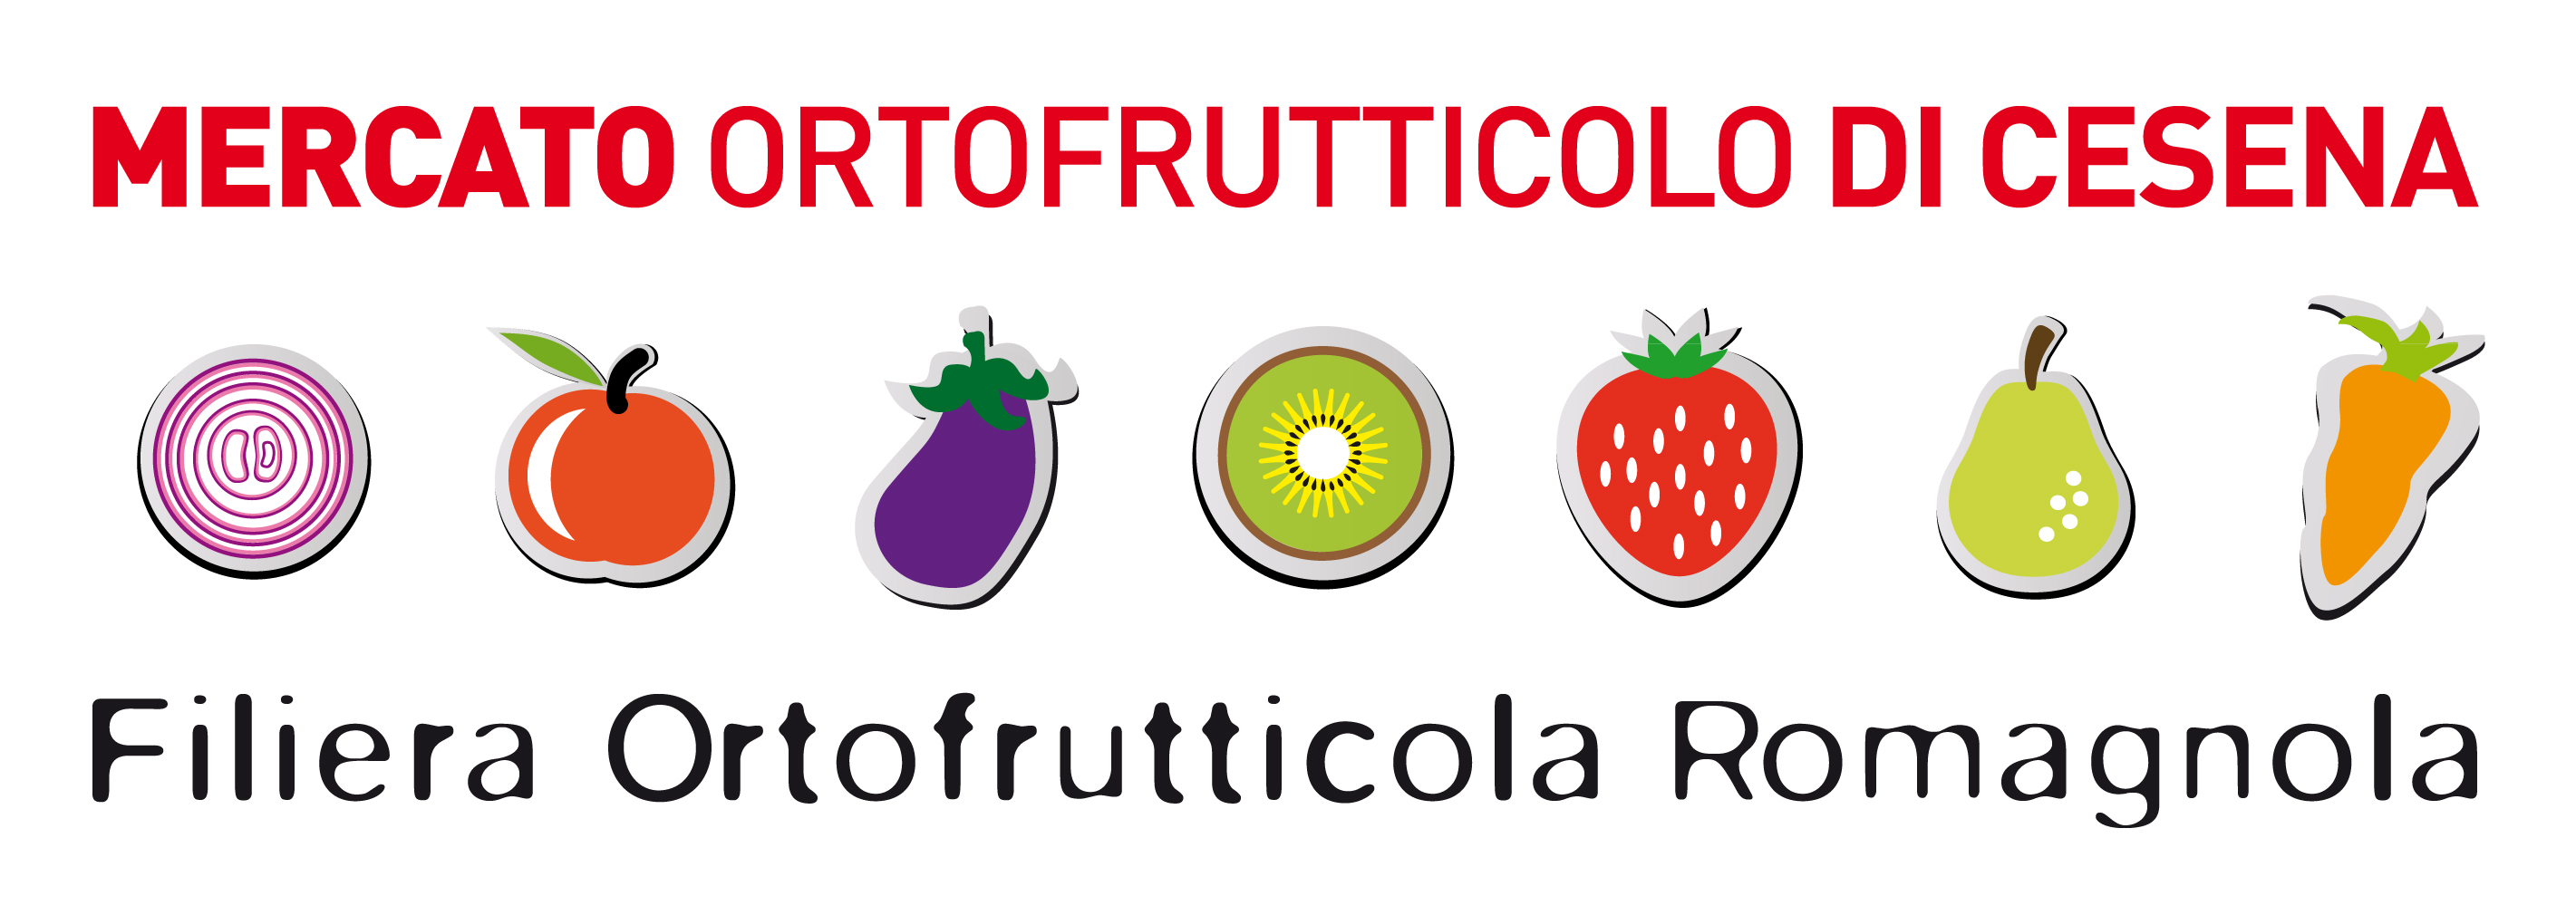 MERCATO ORTOFRUTTICOLO DI CESENA
Filiera Ortofrutticola Romagnola